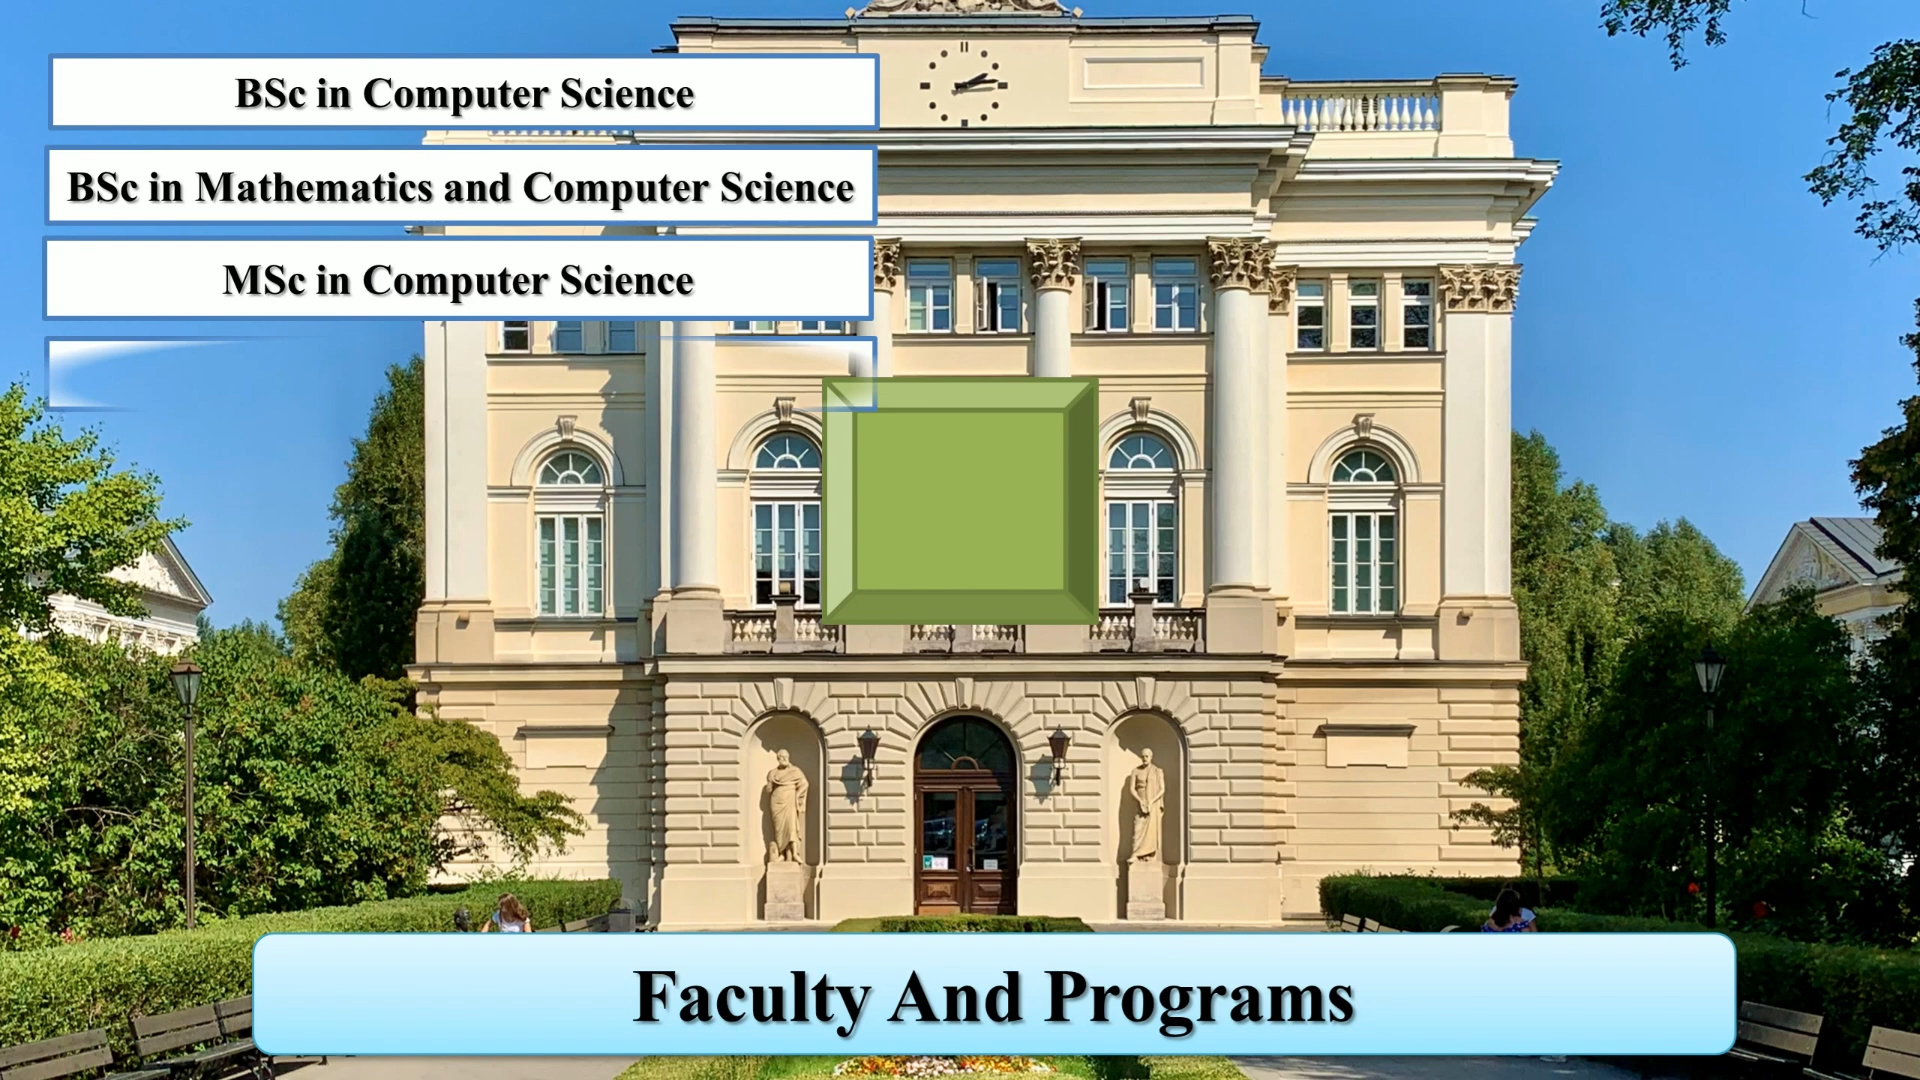 BSc in Computer Science
BSc in Mathematics and Computer Science
MSc in Computer Science
Faculty And Programs